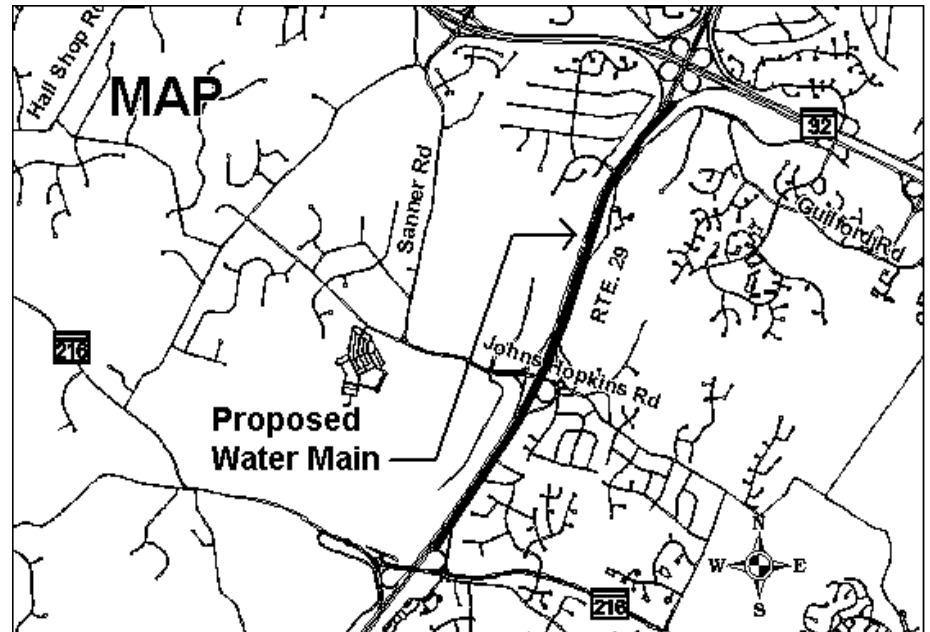 Hall Shop Rd
MAP
32
Sanner Rd
Guilford Rd
RTE. 29
216
Johns Hopkins Rd
Proposed
Water Main
N
W E
S
216